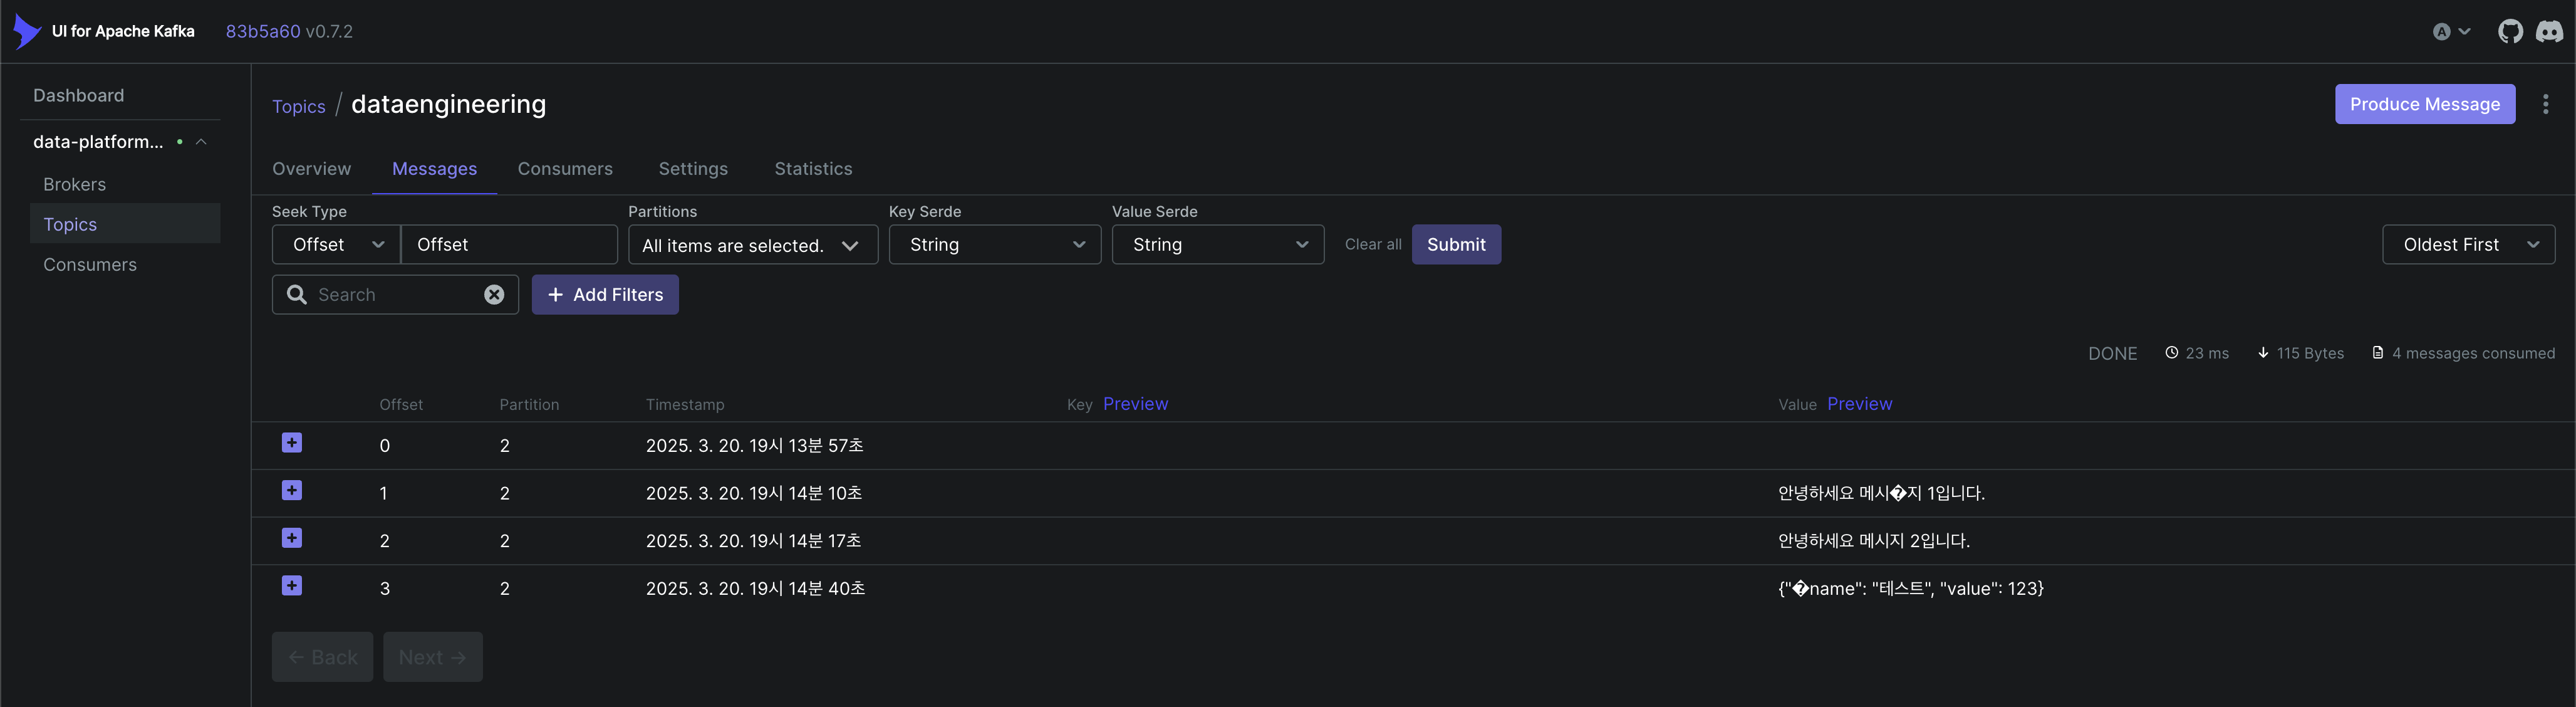 UI for Apache Kafka 83b5a60 v0.7.2 A
Dashboard
data-platform...
Brokers
Topics
Consumers
Topics / dataengineering Produce Message
Overview Messages Consumers Settings Statistics
Seek Type Partitions Key Serde Value Serde
Offset Offset All items are selected. String String Clear all Submit Oldest First
Search + Add Filters
DONE 23 ms 115 Bytes 4 messages consumed
Offset Partition Timestamp Key Preview Value Preview
0 2 2025. 3. 20. 19시 13분 57초
1 2 2025. 3. 20. 19시 14분 10초 안녕하세요 메시�지 1입니다.
2 2 2025. 3. 20. 19시 14분 17초 안녕하세요 메시지 2입니다.
3 2 2025. 3. 20. 19시 14분 40초 {"�name": "테스트", "value": 123}
← Back Next →